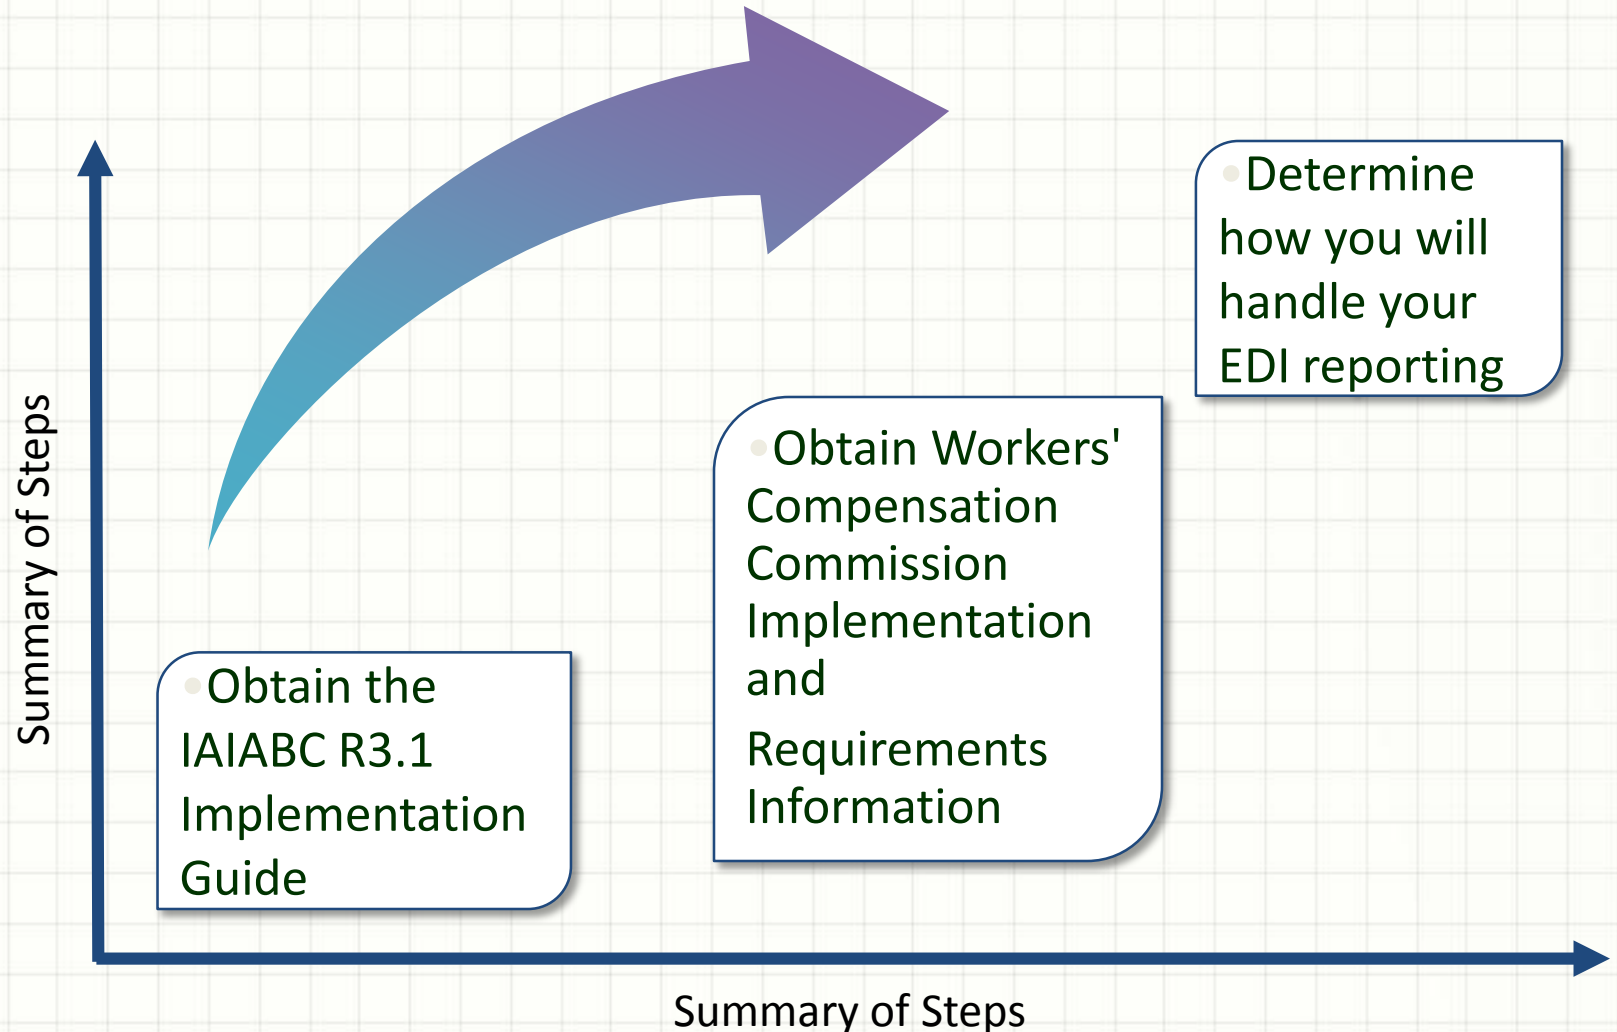 Summary of Steps
•Obtain the
IAIABC R3.1
Implementation
Guide
•Obtain Workers'
Compensation
Commission
Implementation
and
Requirements
Information
•Determine
how you will
handle your
EDI reporting
Summary of Steps